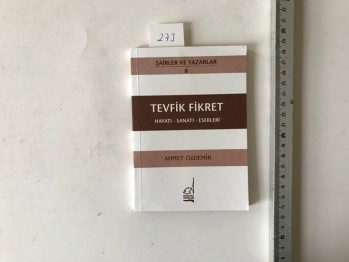 273
ŞAİRLER VE YAZARLAR
8
TEVFİK FİKRET
HAYATI - SANATI - ESERLERİ
AHMET ÖZDEMİR